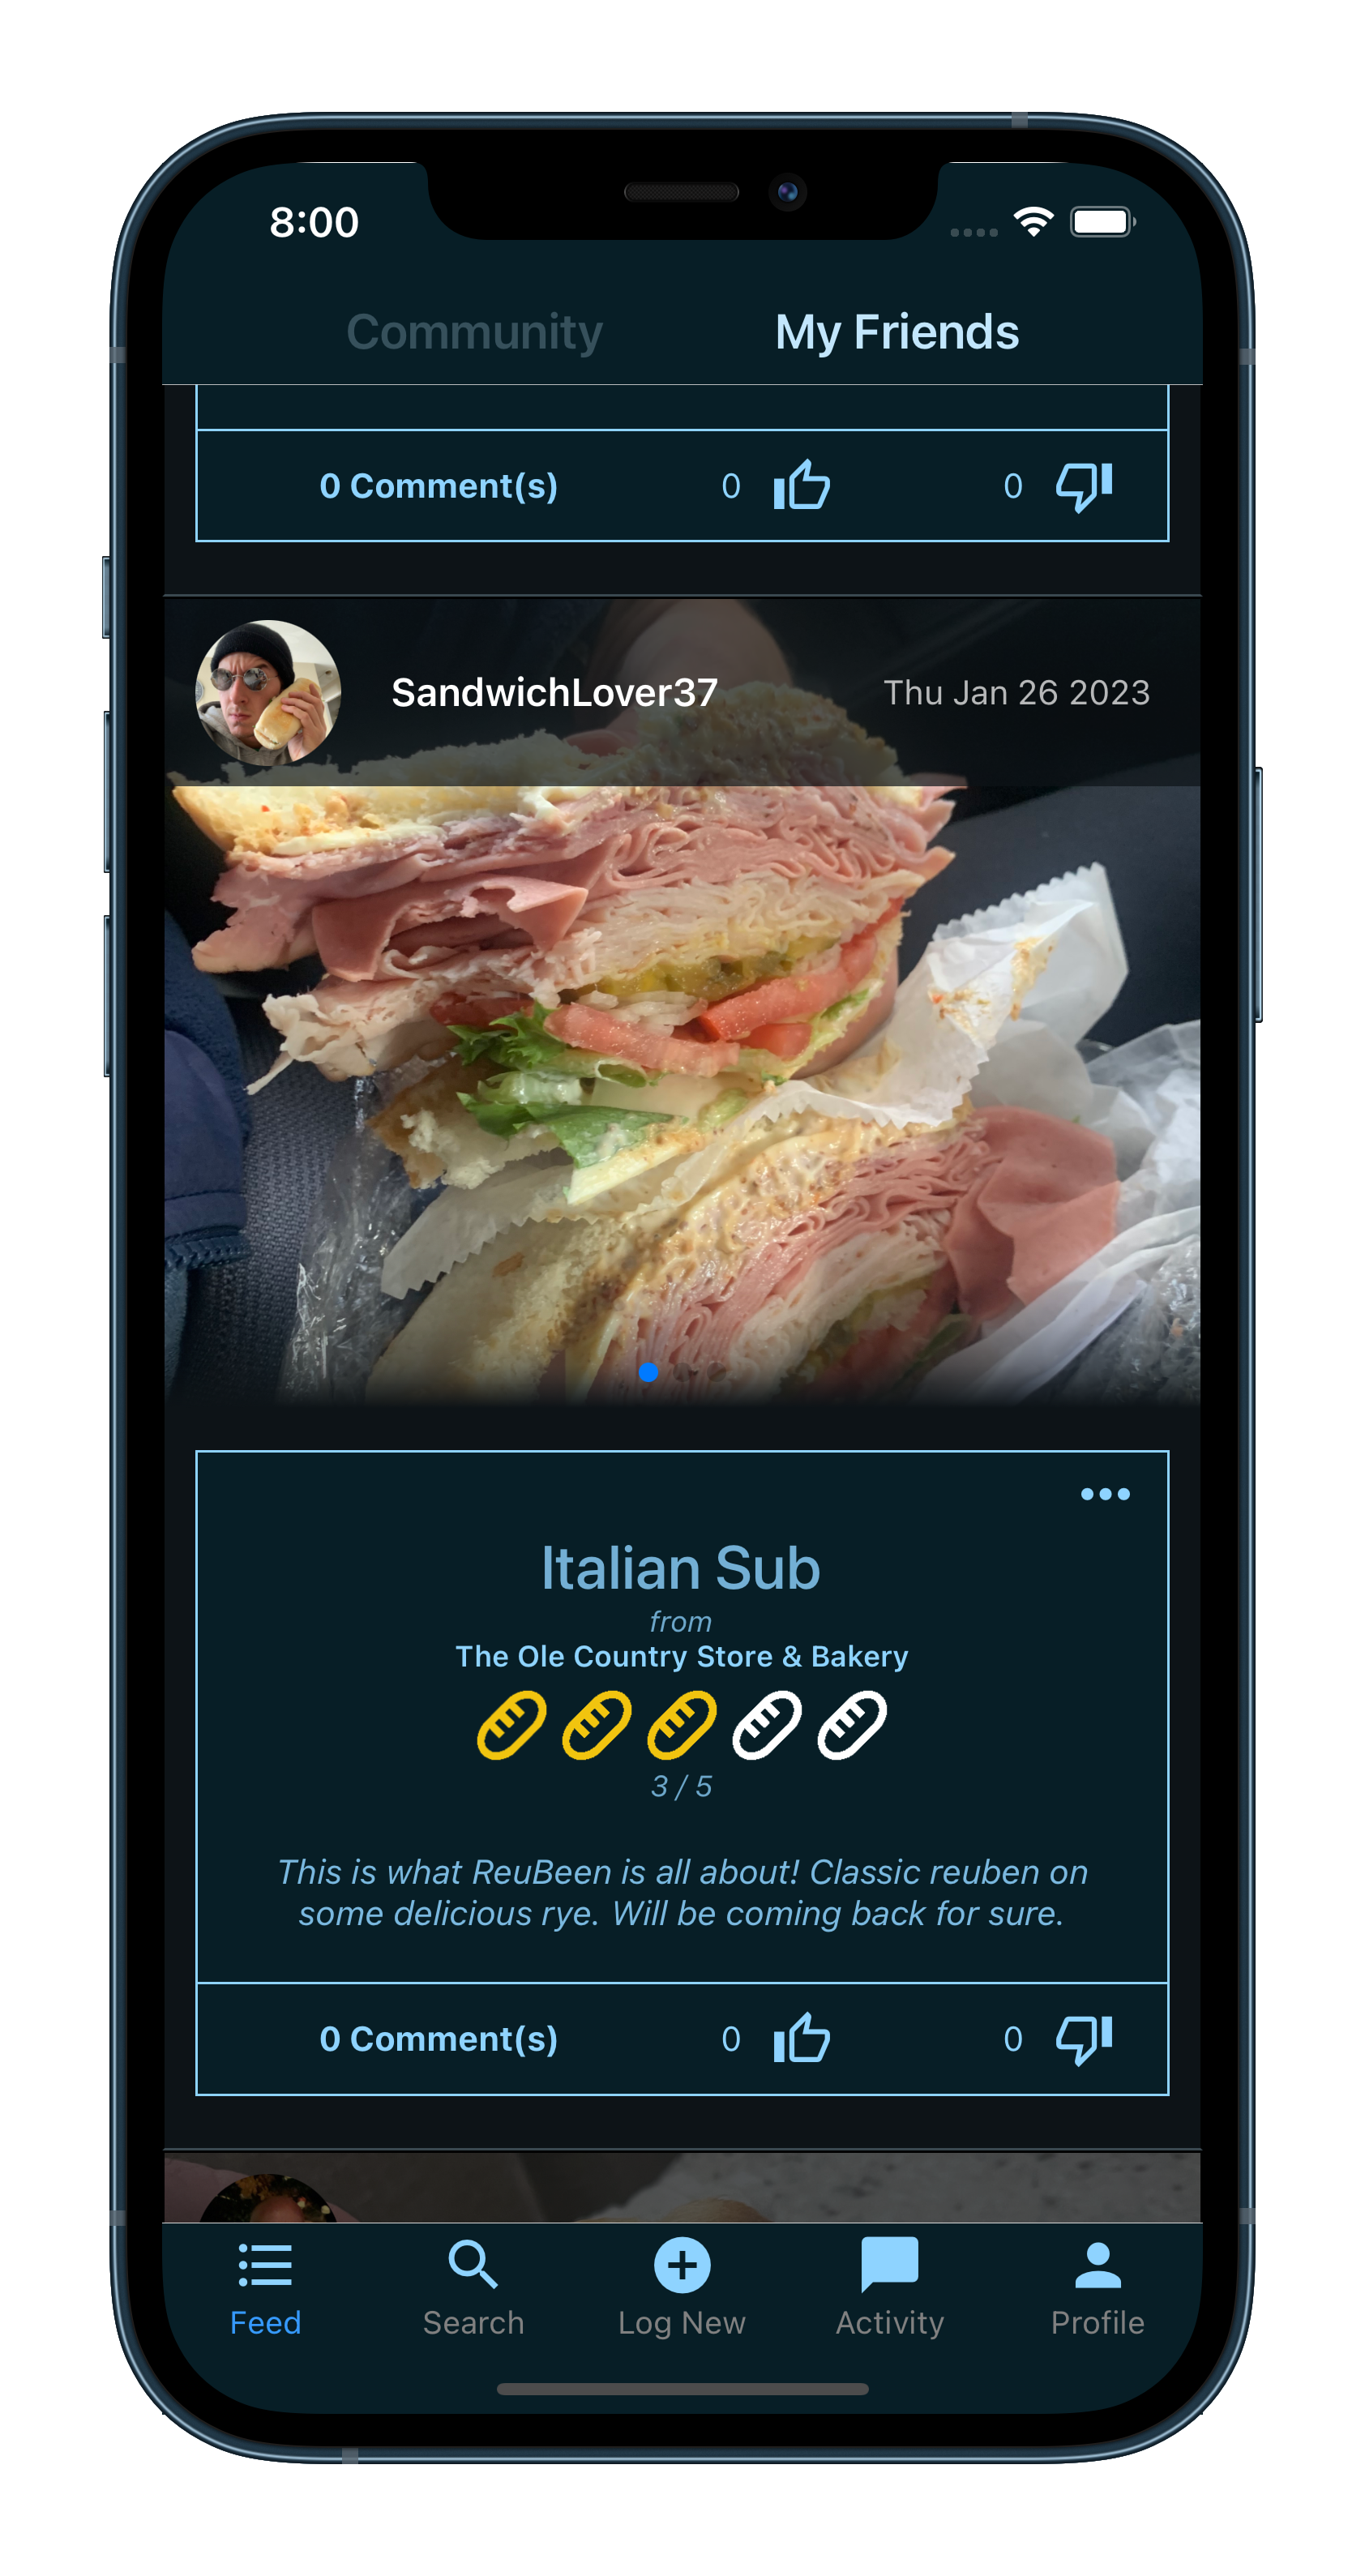 8:00
Community My Friends
0 Comment(s) 0 0
SandwichLover37 Thu Jan 26 2023
Italian Sub
from
The Ole Country Store & Bakery
3 / 5
This is what ReuBeen is all about! Classic reuben on
some delicious rye. Will be coming back for sure.
0 Comment(s) 0 0
Feed Search Log New Activity Profile